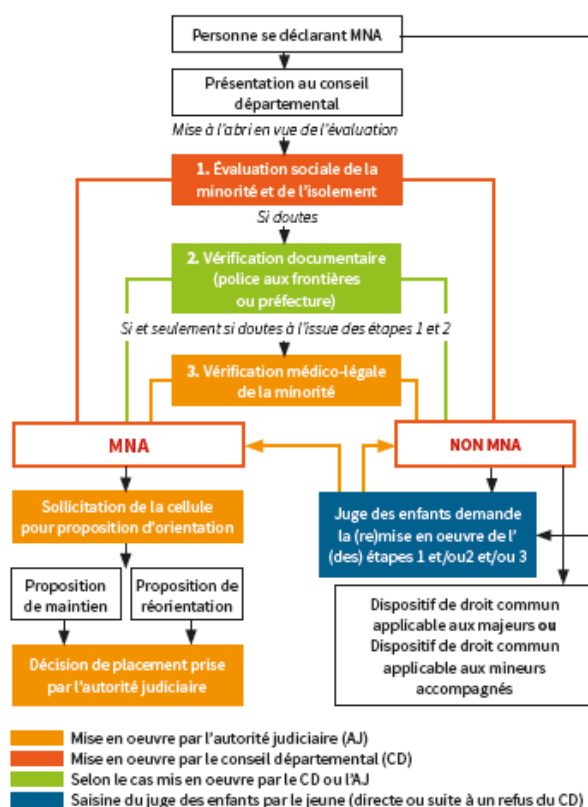 Personne se déclarant MNA
Présentation au conseil
départemental
Mise à l'abri en vue de l'évaluation
1. Évaluation sociale de la
minorité et de l'isolement
Si doutes
2. Vérification documentaire
(police aux frontières
ou préfecture)
Si et seulement si doutes à l'issue des étapes 1 et 2
3. Vérification médico-légale
de la minorité
MNA
NON MNA
Sollicitation de la cellule
pour proposition d'orientation
Juge des enfants demande
la (re)mise en oeuvre de l'
(des) étapes 1 et/ou2 et/ou 3
Proposition
de maintien
Proposition de
réorientation
Dispositif de droit commun
applicable aux majeurs ou
Dispositif de droit commun
applicable aux mineurs
accompagnés
Décision de placement prise
par l'autorité judiciaire
Mise en oeuvre par l'autorité judiciaire (AJ)
Mise en oeuvre par le conseil départemental (CD)
Selon le cas mis en oeuvre par le CD ou l'AJ
Saisine du juge des enfants par le jeune (directe ou suite à un refus du CD)